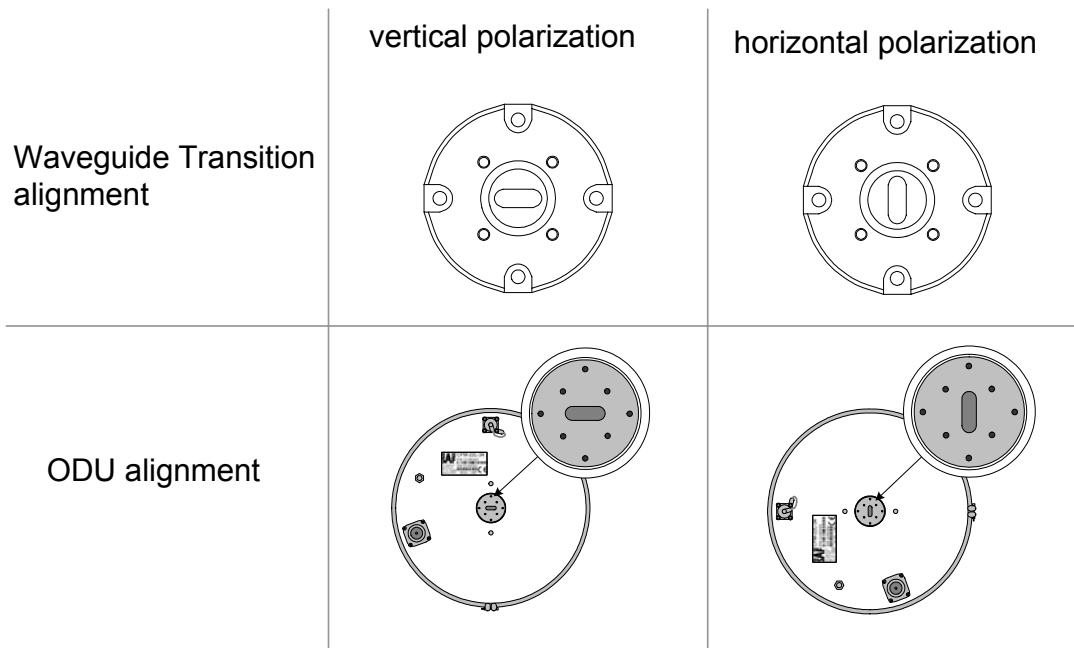 vertical polarization
horizontal polarization
Waveguide Transition
alignment
ODU alignment